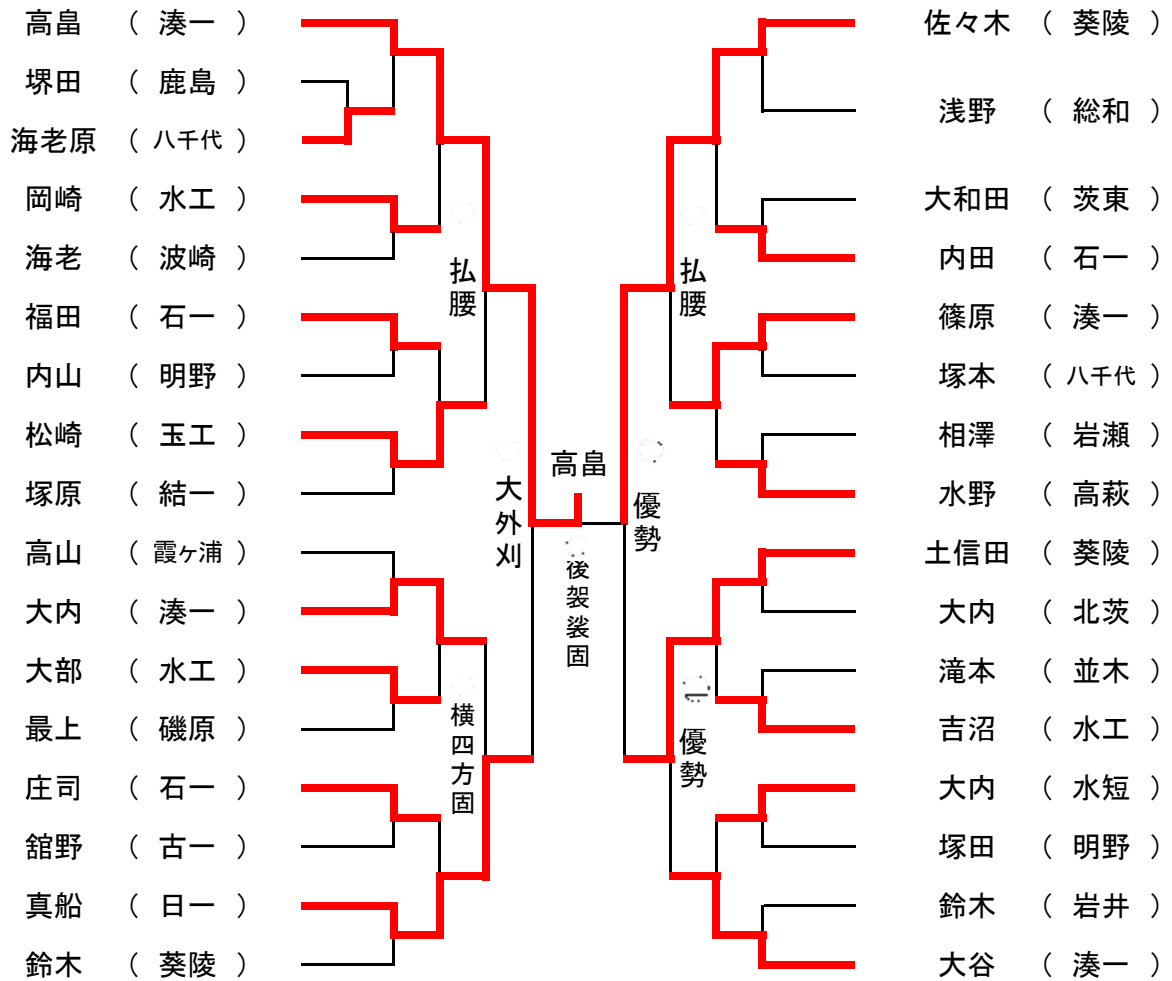 高畠 （ 湊一 ）
堺田 （ 鹿島 ）
海老原 （ 八千代 ）
岡崎 （ 水工 ）
海老 （ 波崎 ）
福田 （ 石一 ）
内山 （ 明野 ）
松崎 （ 玉工 ）
塚原 （ 結一 ）
高山 （ 霞ヶ浦 ）
大内 （ 湊一 ）
大部 （ 水工 ）
最上 （ 磯原 ）
庄司 （ 石一 ）
舘野 （ 古一 ）
真船 （ 日一 ）
鈴木 （ 葵陵 ）
払腰
横四方固
大外刈
高畠
後袈裟固
優勢
払腰
優勢
佐々木 （ 葵陵 ）
浅野 （ 総和 ）
大和田 （ 茨東 ）
内田 （ 石一 ）
篠原 （ 湊一 ）
塚本 （ 八千代 ）
相澤 （ 岩瀬 ）
水野 （ 高萩 ）
土信田 （ 葵陵 ）
大内 （ 北茨 ）
滝本 （ 並木 ）
吉沼 （ 水工 ）
大内 （ 水短 ）
塚田 （ 明野 ）
鈴木 （ 岩井 ）
大谷 （ 湊一 ）